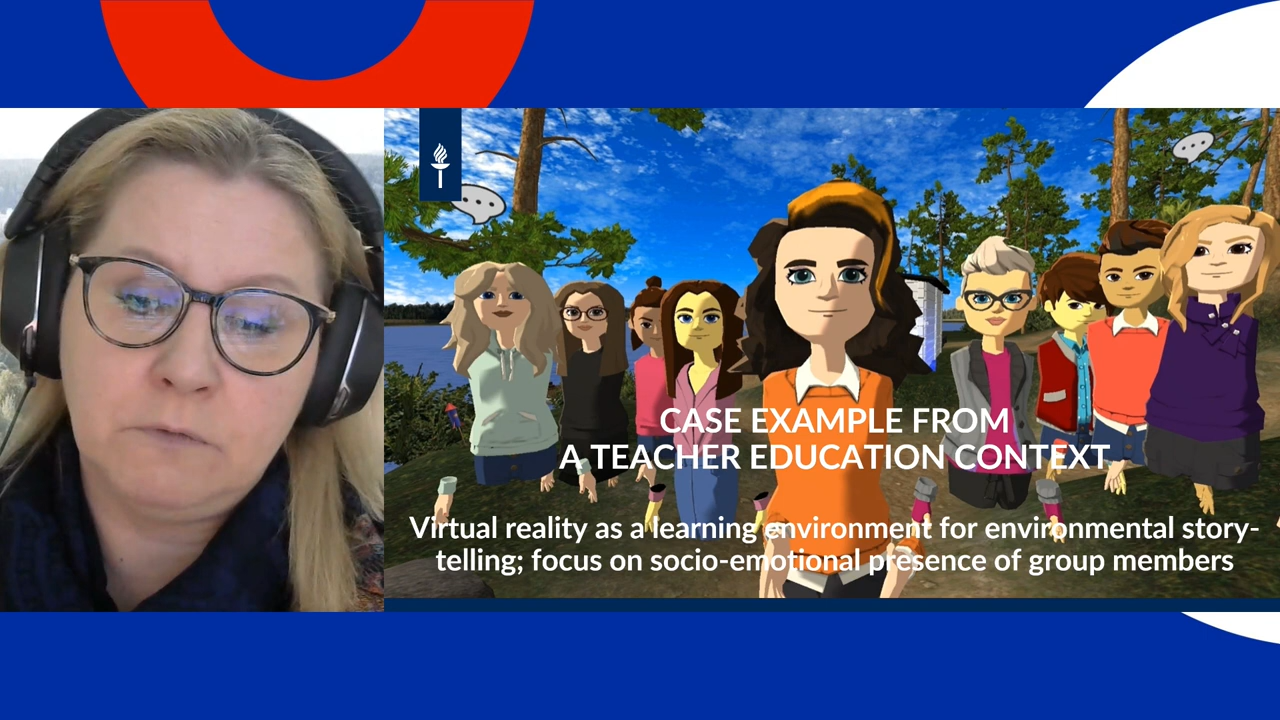 CASE EXAMPLE FROM
A TEACHER EDUCATION CONTEXT
Virtual reality as a learning environment for environmental story-
telling; focus on socio-emotional presence of group members